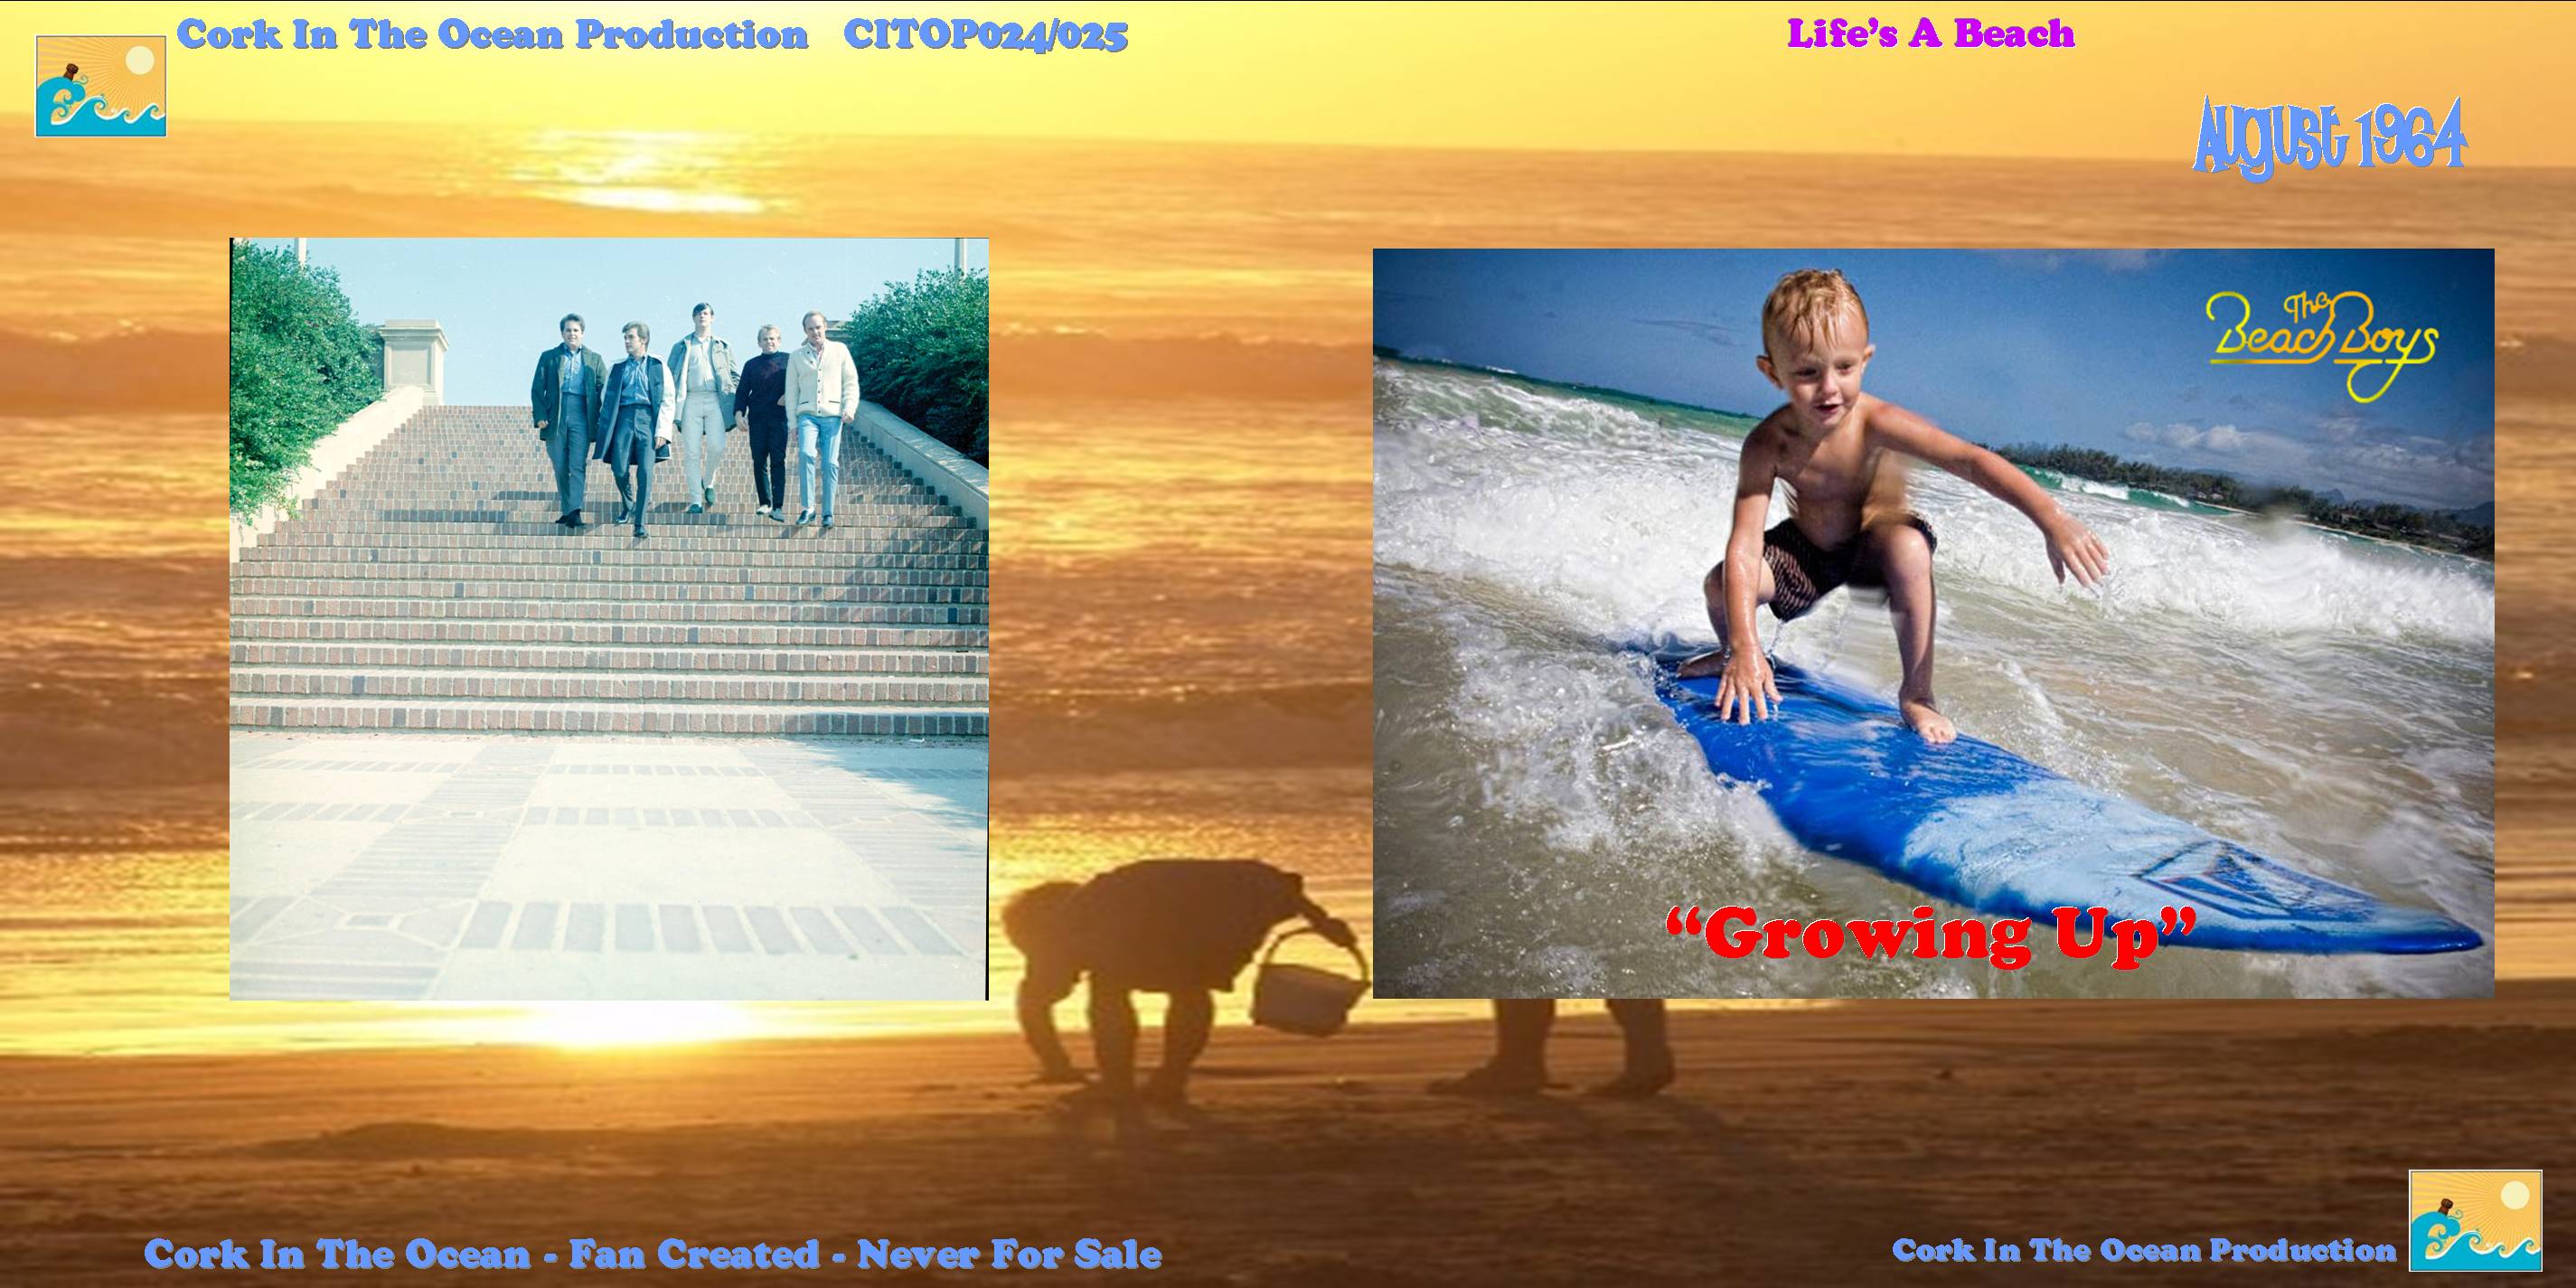 Cork In The Ocean Production CITOP024/025
Life’s A Beach
August 1964
The
Beach Boys
“Growing Up”
Cork In The Ocean - Fan Created - Never For Sale
Cork In The Ocean Production